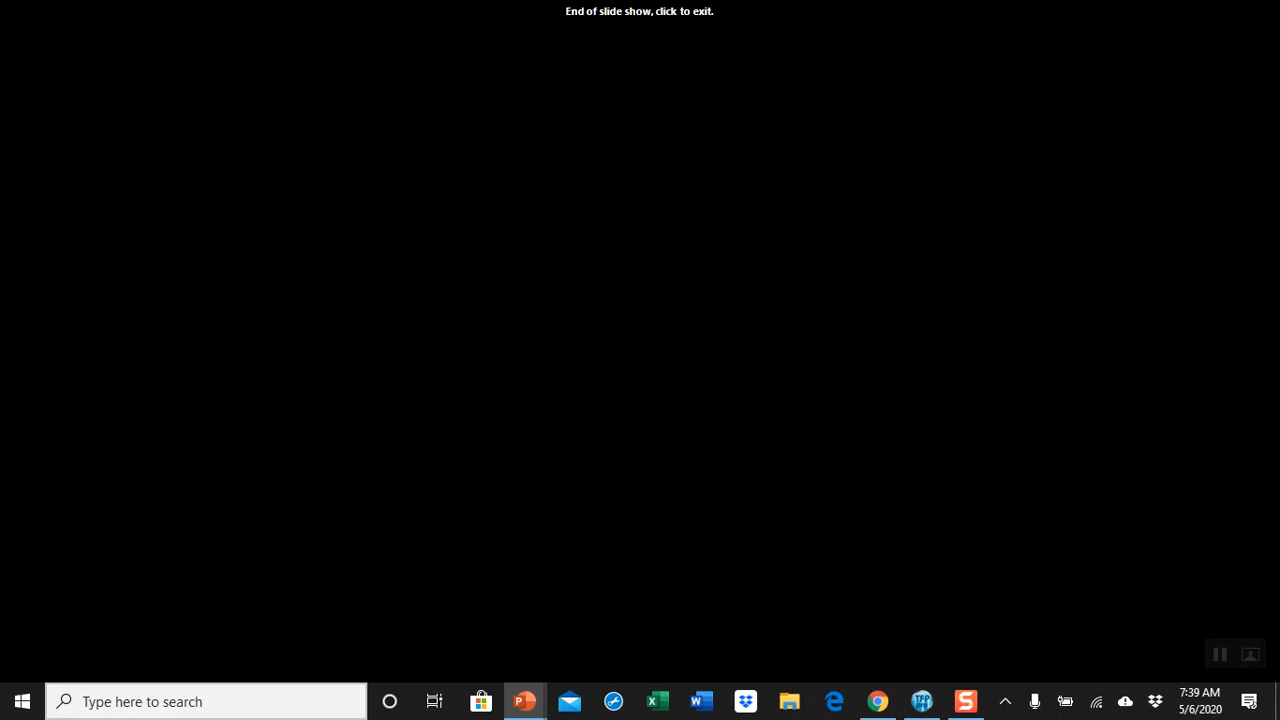 End of slide show, click to exit.
Type here to search
7:39 AM
5/6/2020